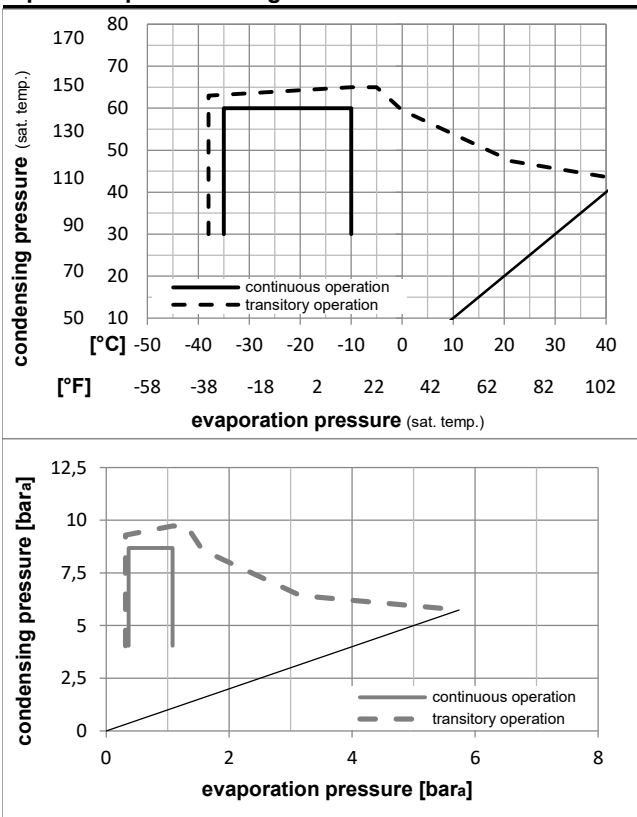 170 80
70
150 60
130 50
110 40
90 30
70 20
50 10
condensing pressure (sat. temp.)
continuous operation
transitory operation
[°C] -50 -40 -30 -20 -10 0 10 20 30 40
[°F] -58 -38 -18 2 22 42 62 82 102
evaporation pressure (sat. temp.)
12,5
10
7,5
5
2,5
0
condensing pressure [bara]
continuous operation
transitory operation
0 2 4 6 8
evaporation pressure [bara]